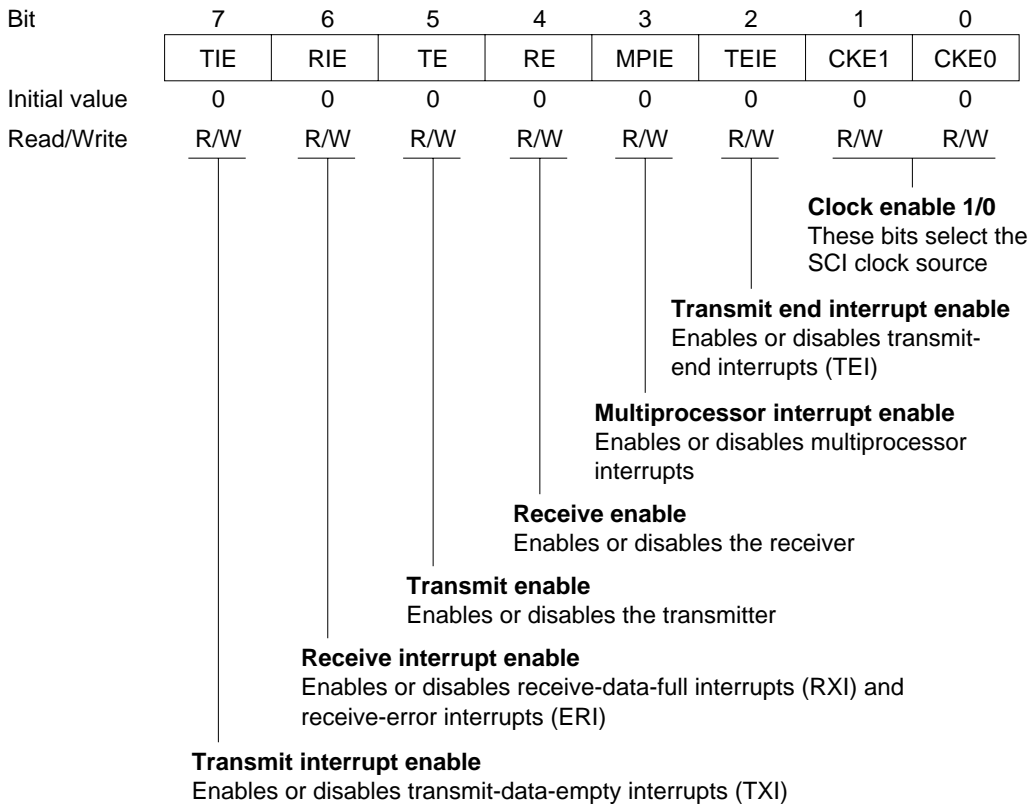 Bit 7 6 5 4 3 2 1 0
TIE RIE TE RE MPIE TEIE CKE1 CKE0
Initial value 0 0 0 0 0 0 0 0
Read/Write R/W R/W R/W R/W R/W R/W R/W R/W
Clock enable 1/0
These bits select the
SCI clock source
Transmit end interrupt enable
Enables or disables transmit-
end interrupts (TEI)
Multiprocessor interrupt enable
Enables or disables multiprocessor
interrupts
Receive enable
Enables or disables the receiver
Transmit enable
Enables or disables the transmitter
Receive interrupt enable
Enables or disables receive-data-full interrupts (RXI) and
receive-error interrupts (ERI)
Transmit interrupt enable
Enables or disables transmit-data-empty interrupts (TXI)